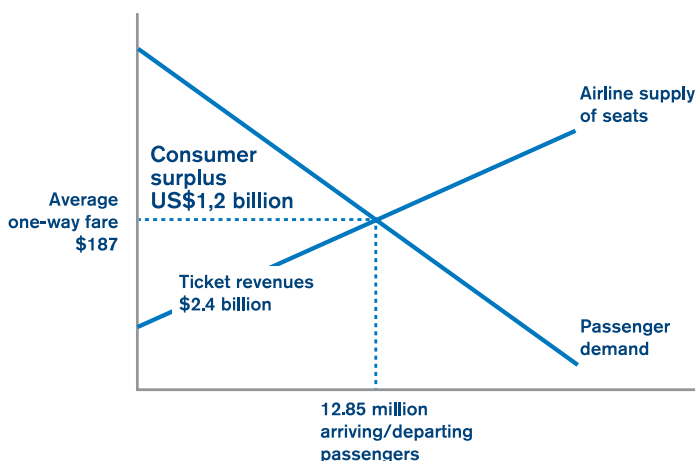 Airline supply
of seats
Consumer
surplus
US$1,2 billion
Average
one-way fare
$187
Ticket revenues
$2.4 billion
Passenger
demand
12.85 million
arriving/departing
passengers